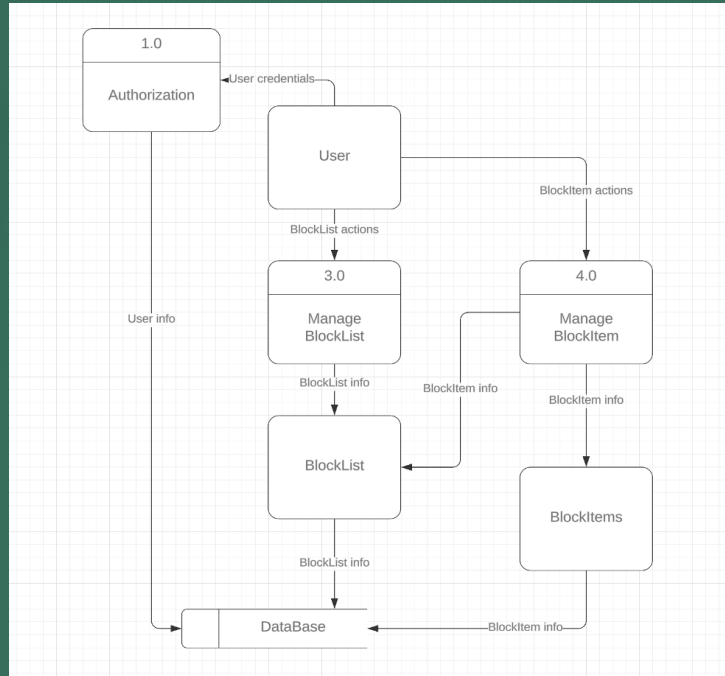 1.0
Authorization
User credentials
User
BlockItem actions
BlockList actions
3.0
Manage
BlockList
4.0
Manage
BlockItem
User info
BlockList info
BlockItem info
BlockItem info
BlockList
BlockItems
BlockList info
DataBase
BlockItem info